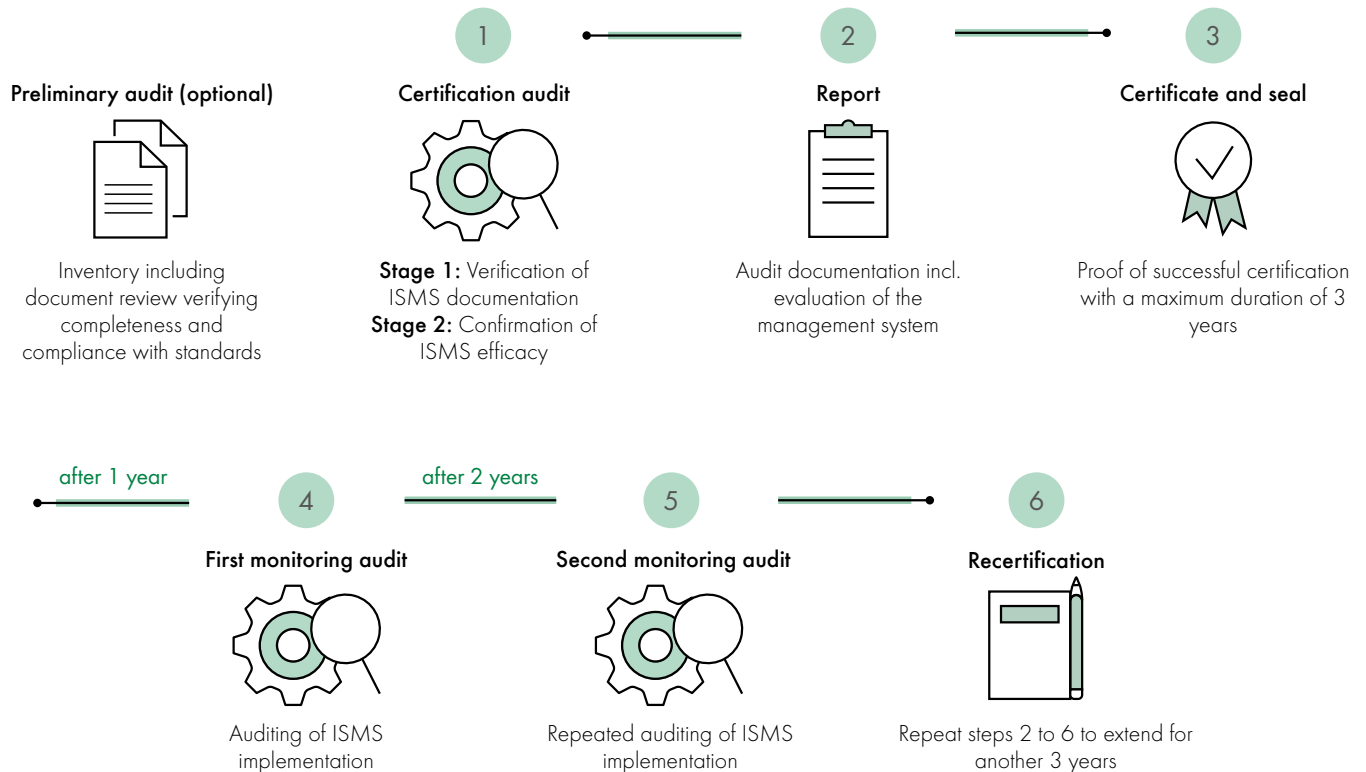 1
2
3
Preliminary audit (optional)
Certification audit
Report
Certificate and seal
Inventory including
document review verifying
completeness and
compliance with standards
Stage 1: Verification of
ISMS documentation
Stage 2: Confirmation of
ISMS efficacy
Audit documentation incl.
evaluation of the
management system
Proof of successful certification
with a maximum duration of 3
years
after 1 year
4
after 2 years
5
6
First monitoring audit
Second monitoring audit
Recertification
Auditing of ISMS
implementation
Repeated auditing of ISMS
implementation
Repeat steps 2 to 6 to extend for
another 3 years